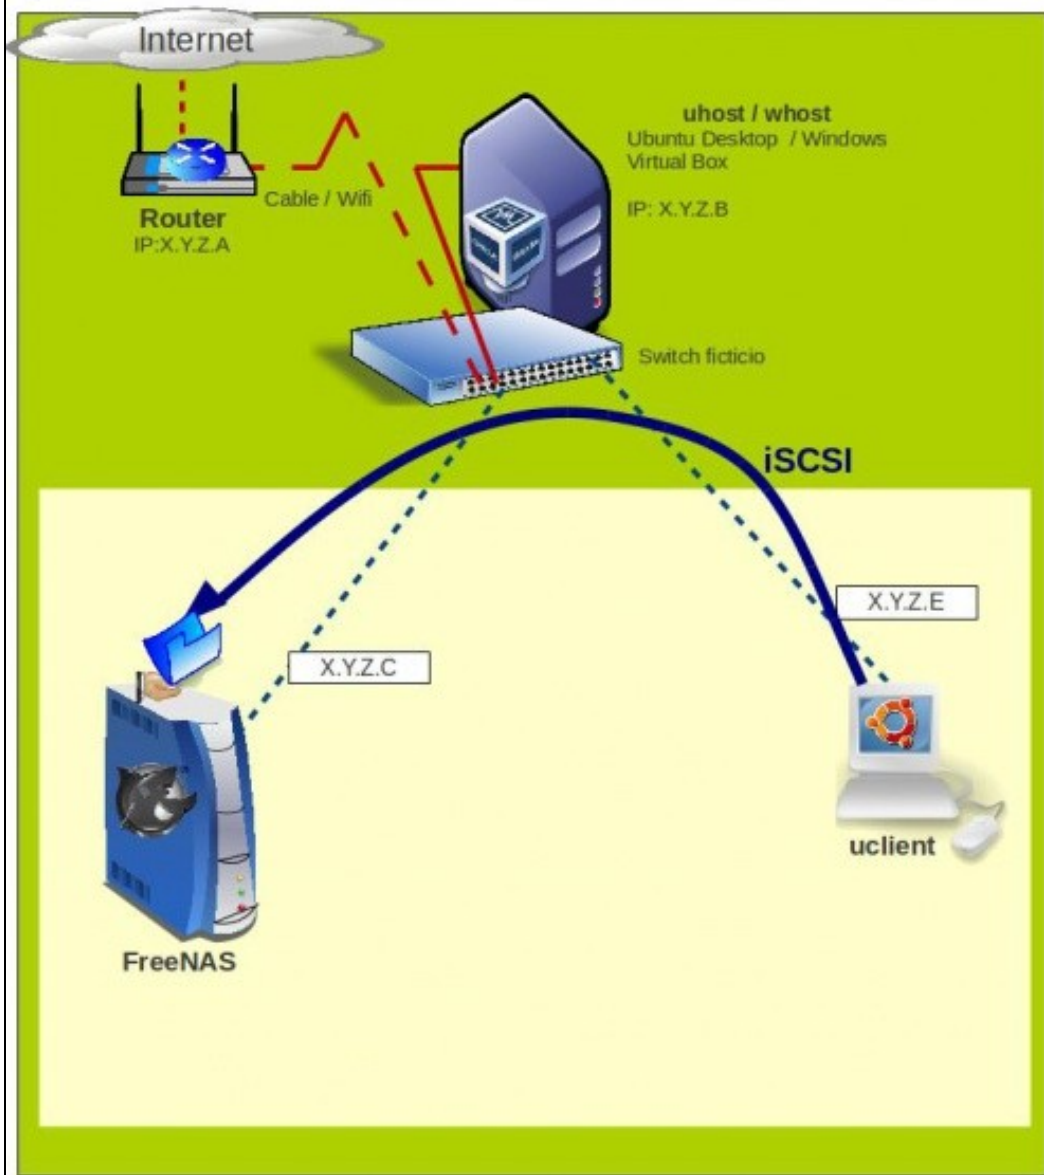 Internet
Router
IP:X.Y.Z.A
Cable / Wifi
uhost / whost
Ubuntu Desktop / Windows
Virtual Box
IP: X.Y.Z.B
Switch ficticio
iSCSI
X.Y.Z.E
X.Y.Z.C
uclient
FreeNAS